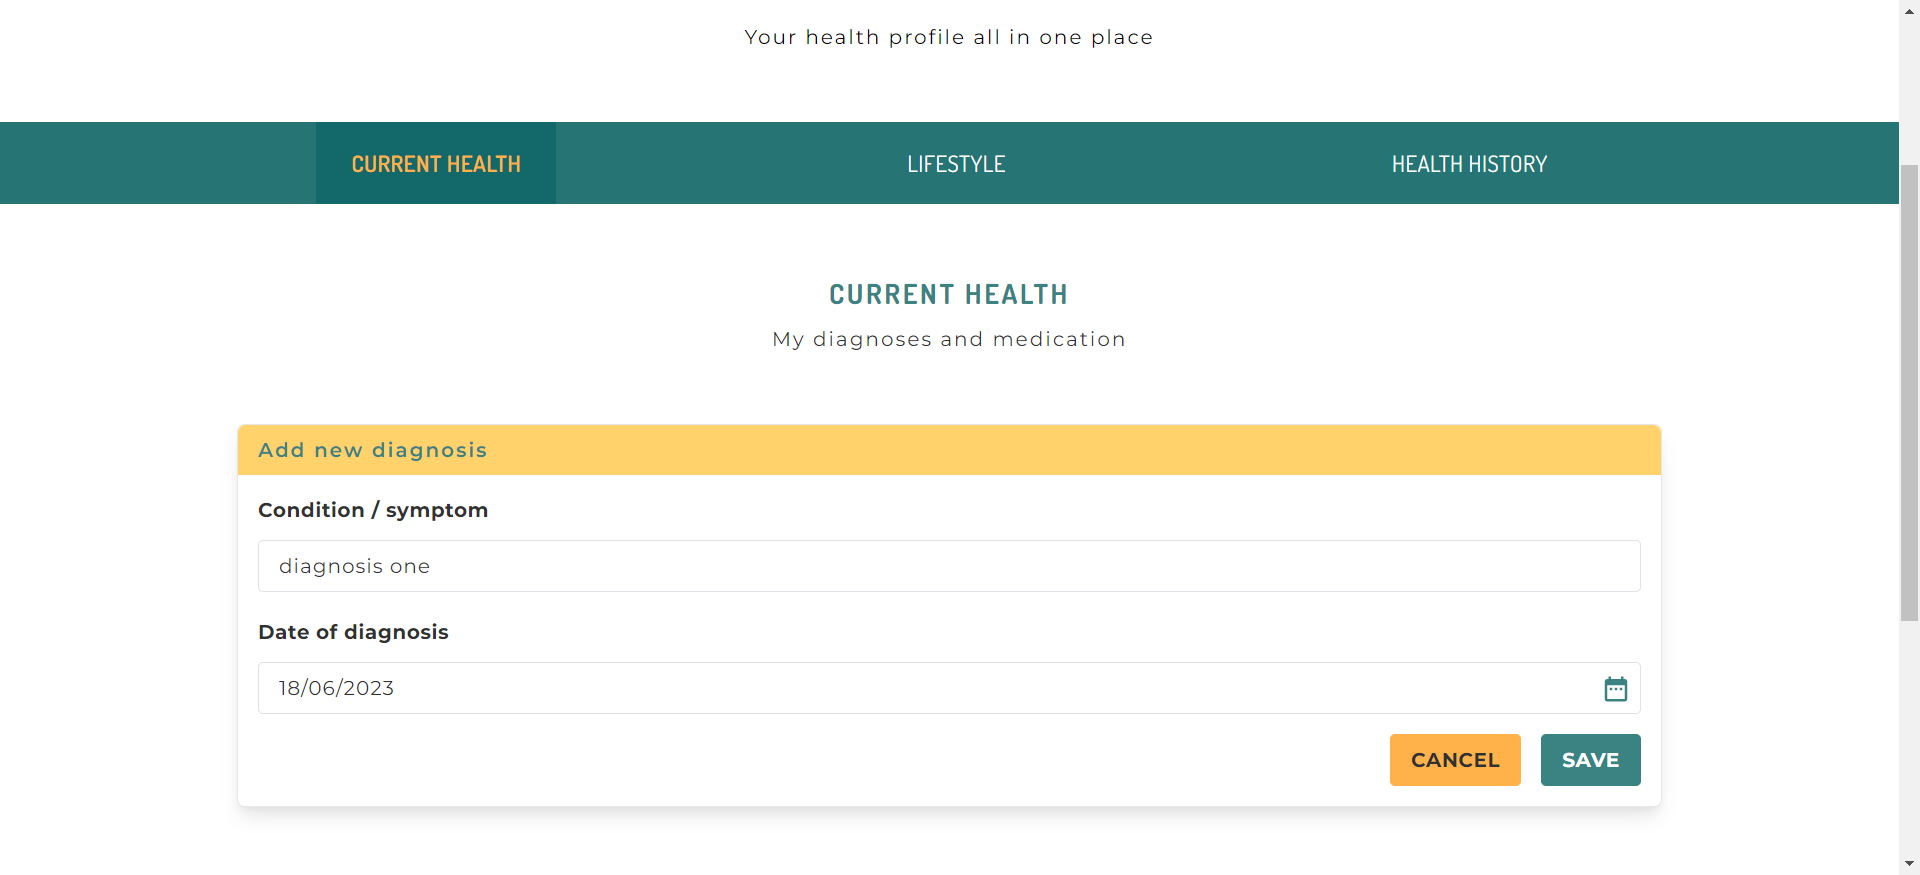 Your health profile all in one place
CURRENT HEALTH
LIFESTYLE
HEALTH HISTORY
CURRENT HEALTH
My diagnoses and medication
Add new diagnosis
Condition / symptom
diagnosis one
Date of diagnosis
18/06/2023
CANCEL
SAVE